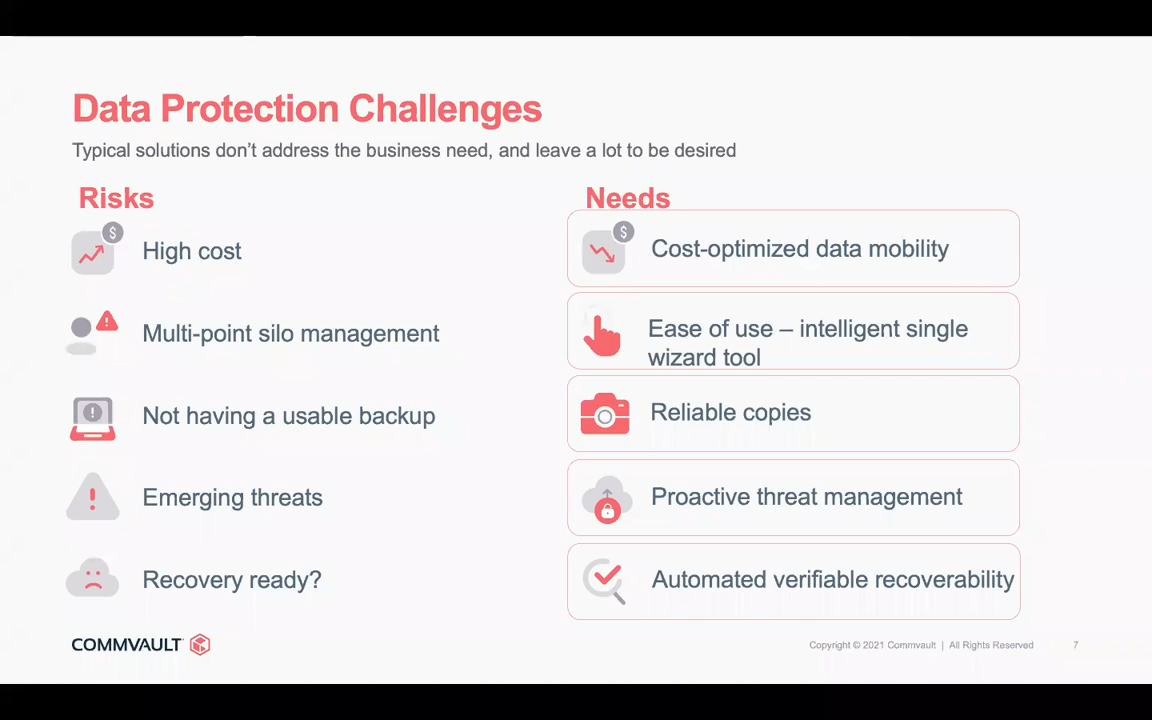 Data Protection Challenges
Typical solutions don’t address the business need, and leave a lot to be desired
Risks
Needs
$
High cost
$
Cost-optimized data mobility
Multi-point silo management
Ease of use – intelligent single
wizard tool
Not having a usable backup
Reliable copies
Emerging threats
Proactive threat management
Recovery ready?
Automated verifiable recoverability
COMMVAULT
Copyright © 2021 Commvault | All Rights Reserved
7